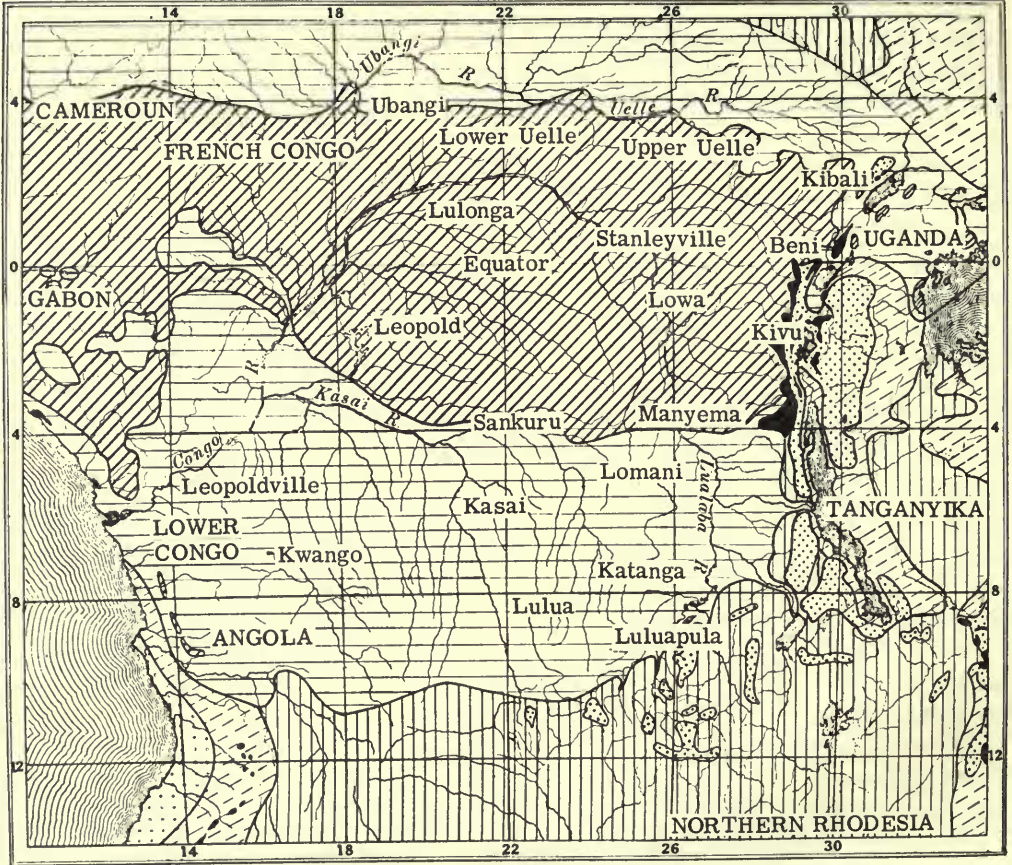 14 18 22 26 30
Ubangi R
4 CAMEROUN Ubangi Uelle R 4
Lower Uelle Upper Uelle
FRENCH CONGO
Kibali
Lulonga
Stanleyville Beni UGANDA
0 Equator 0
GABON Lowa
Leopold Kivu
R
Kasai R
Sankuru Manyema
4 4
Congo
Leopoldville Lomani Lualaba R
Kasai TANGANYIKA
LOWER
CONGO
Kwango Katanga
8 Lulua 8
ANGOLA Luluapula
12 12
NORTHERN RHODESIA
14 18 22 26 30